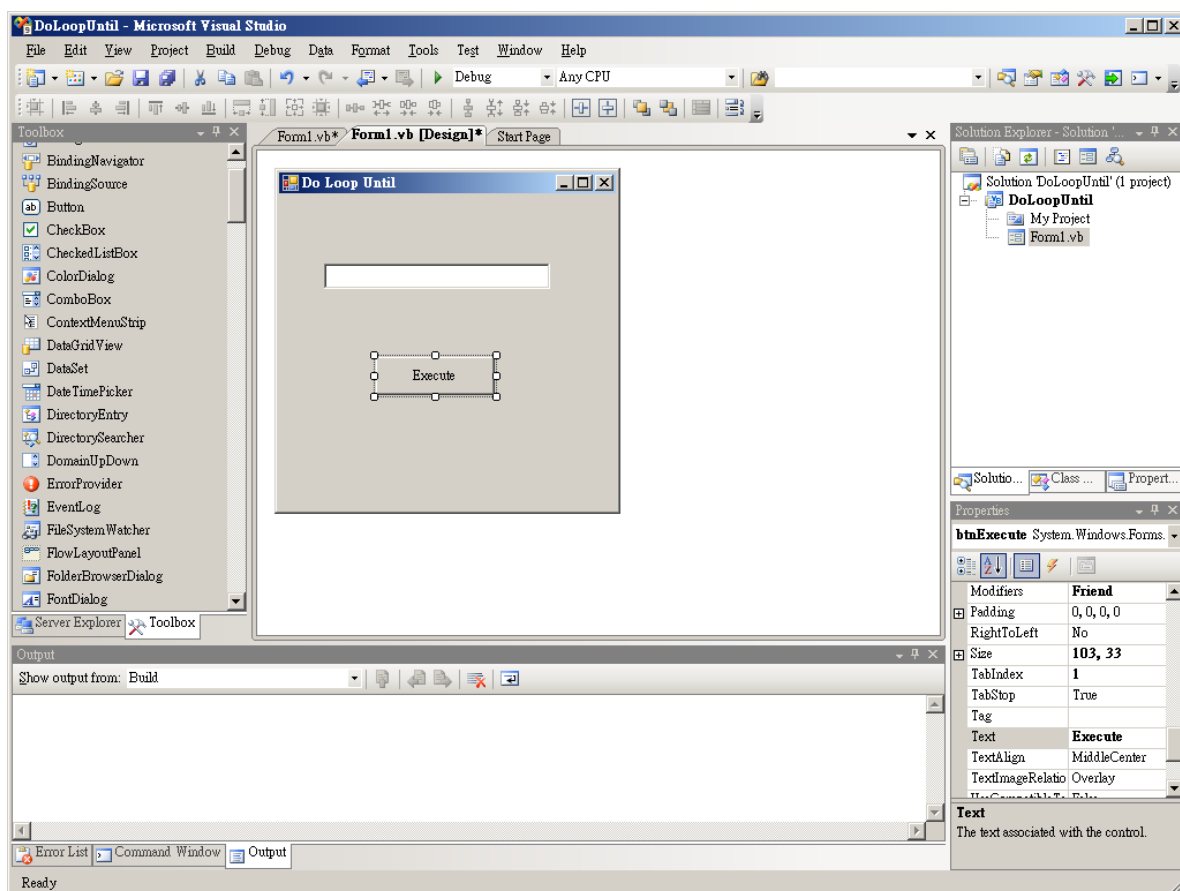 DoLoopUntil - Microsoft Visual Studio
File Edit View Project Build Debug Data Format Tools Test Window Help
Debug Any CPU
Toolbox
BindingNavigator
BindingSource
Button
CheckBox
CheckedListBox
ColorDialog
ComboBox
ContextMenuStrip
DataGridView
DataSet
DateTimePicker
DirectoryEntry
DirectorySearcher
DomainUpDown
ErrorProvider
EventLog
FileSystemWatcher
FlowLayoutPanel
FolderBrowserDialog
FontDialog
Server Explorer Toolbox
Form1.vb* Form1.vb [Design]* Start Page
Do Loop Until
Execute
Solution Explorer - Solution '...
Solution 'DoLoopUntil' (1 project)
DoLoopUntil
My Project
Form1.vb
Solutio... Class ... Propert...
Properties
btnExecute System.Windows.Forms.
Modifiers Friend
Padding 0, 0, 0, 0
RightToLeft No
Size 103, 33
TabIndex 1
TabStop True
Tag
Text Execute
TextAlign MiddleCenter
TextImageRelatio Overlay
Text
The text associated with the control.
Output
Show output from: Build
Error List Command Window Output
Ready